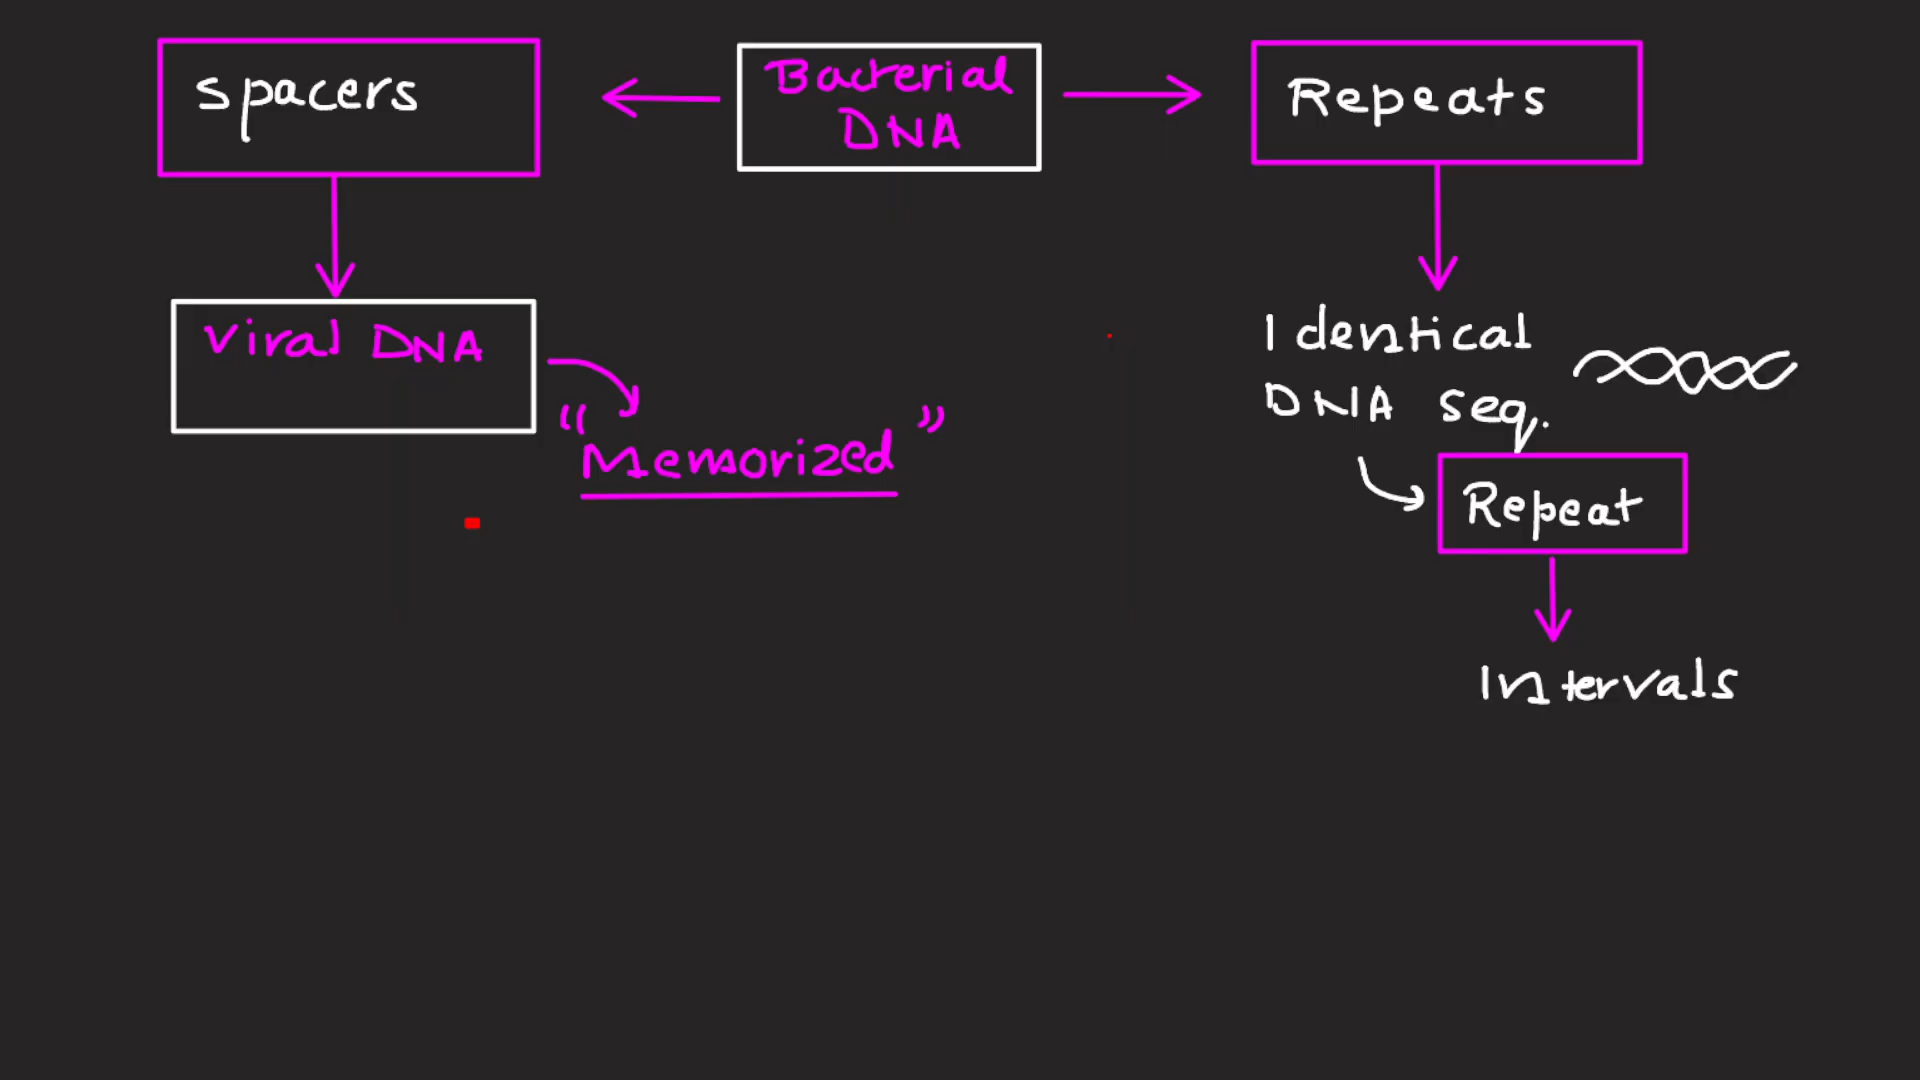 Spacers
Bacterial
DNA
Repeats
Viral DNA
"Memorized"
Identical
DNA seq.
Repeat
Intervals